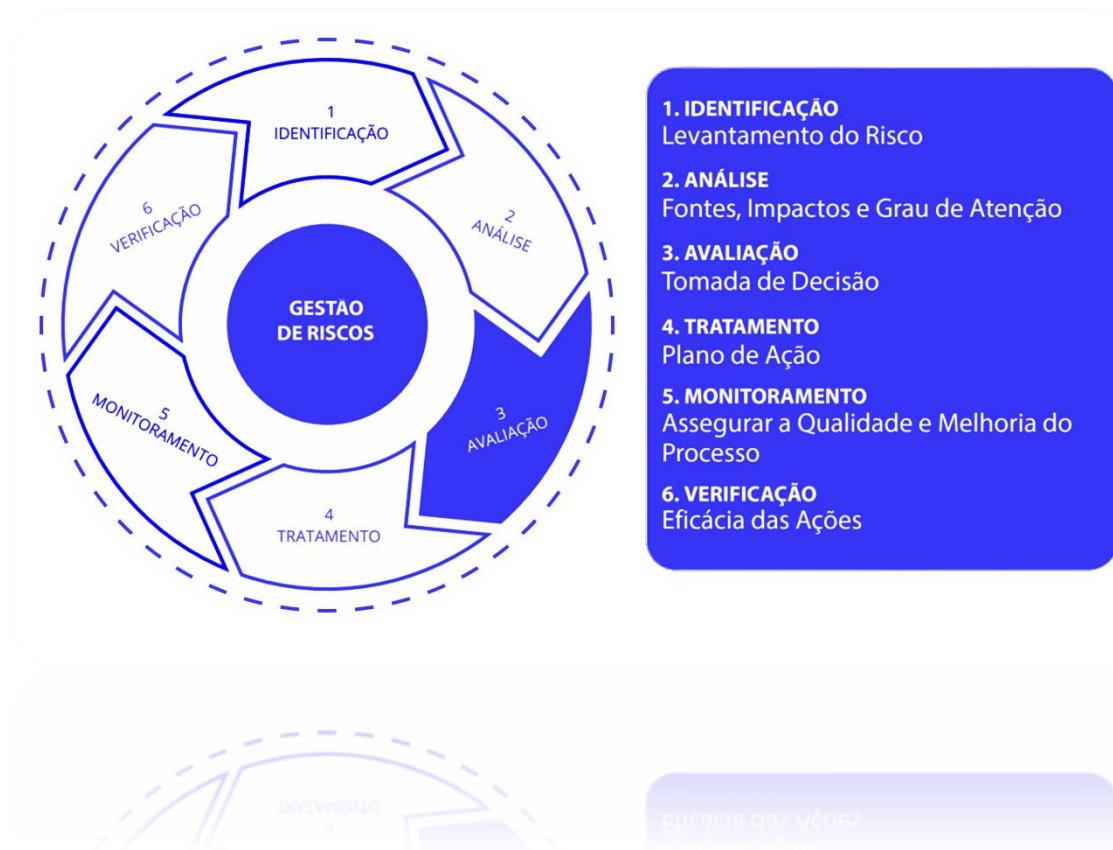 1
IDENTIFICAÇÃO
2
ANÁLISE
3
AVALIAÇÃO
4
TRATAMENTO
5
MONITORAMENTO
6
VERIFICAÇÃO
GESTÃO
DE RISCOS
1. IDENTIFICAÇÃO
Levantamento do Risco
2. ANÁLISE
Fontes, Impactos e Grau de Atenção
3. AVALIAÇÃO
Tomada de Decisão
4. TRATAMENTO
Plano de Ação
5. MONITORAMENTO
Assegurar a Qualidade e Melhoria do
Processo
6. VERIFICAÇÃO
Eficácia das Ações